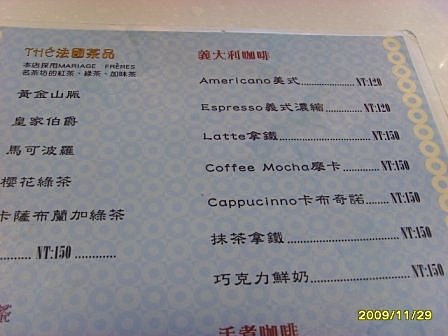 THé法國茶品
本店採用MARIAGE FRÈRES
名茶坊的紅茶、綠茶、加味茶
黃金山脈
皇家伯爵
馬可波羅
櫻花綠茶
卡薩布蘭加綠茶
......... NT:150 ............
義大利咖啡
Americano美式.....................NT:120
Espresso義式濃縮..............NT:120
Latte拿鐵..............................NT:150
Coffee Mocha摩卡................NT:150
Cappucinno卡布奇諾........NT:150
抹茶拿鐵..............................NT:150
巧克力鮮奶.........................NT:150
茶
手煮咖啡
2009/11/29